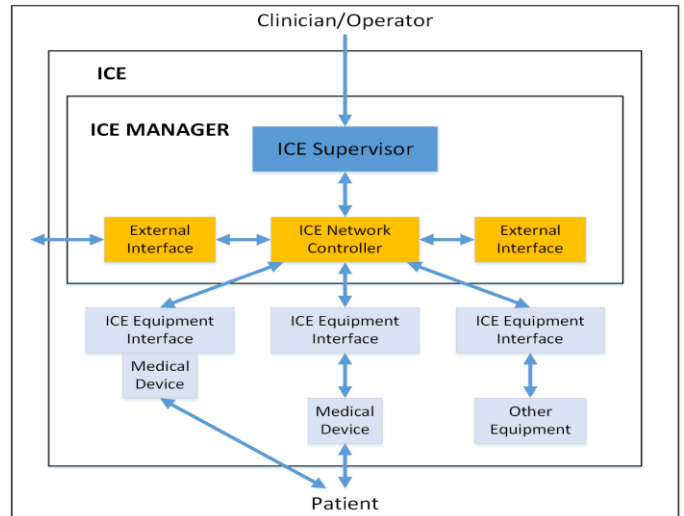 Clinician/Operator
ICE
ICE MANAGER
ICE Supervisor
External
Interface
ICE Network
Controller
External
Interface
ICE Equipment
Interface
ICE Equipment
Interface
ICE Equipment
Interface
Medical
Device
Medical
Device
Other
Equipment
Patient